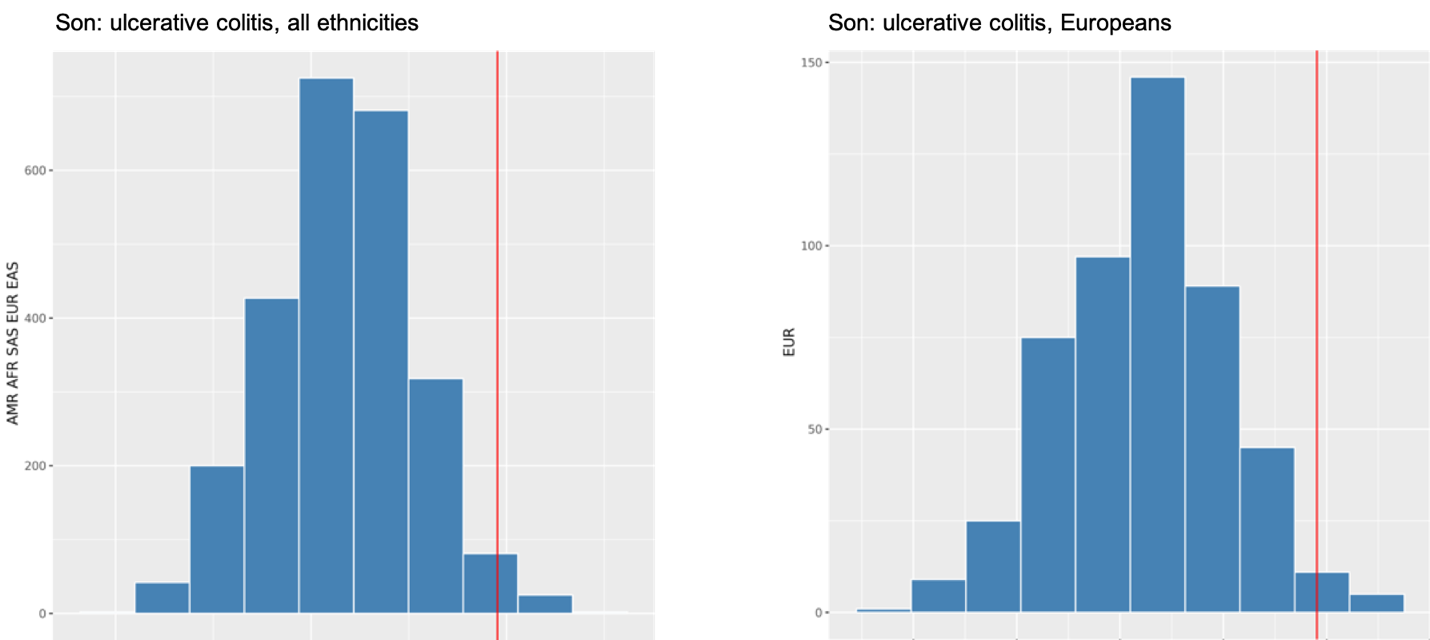 Son: ulcerative colitis, all ethnicities
AMR AFR SAS EUR EAS
600
400
200
0
Son: ulcerative colitis, Europeans
EUR
150
100
50
0